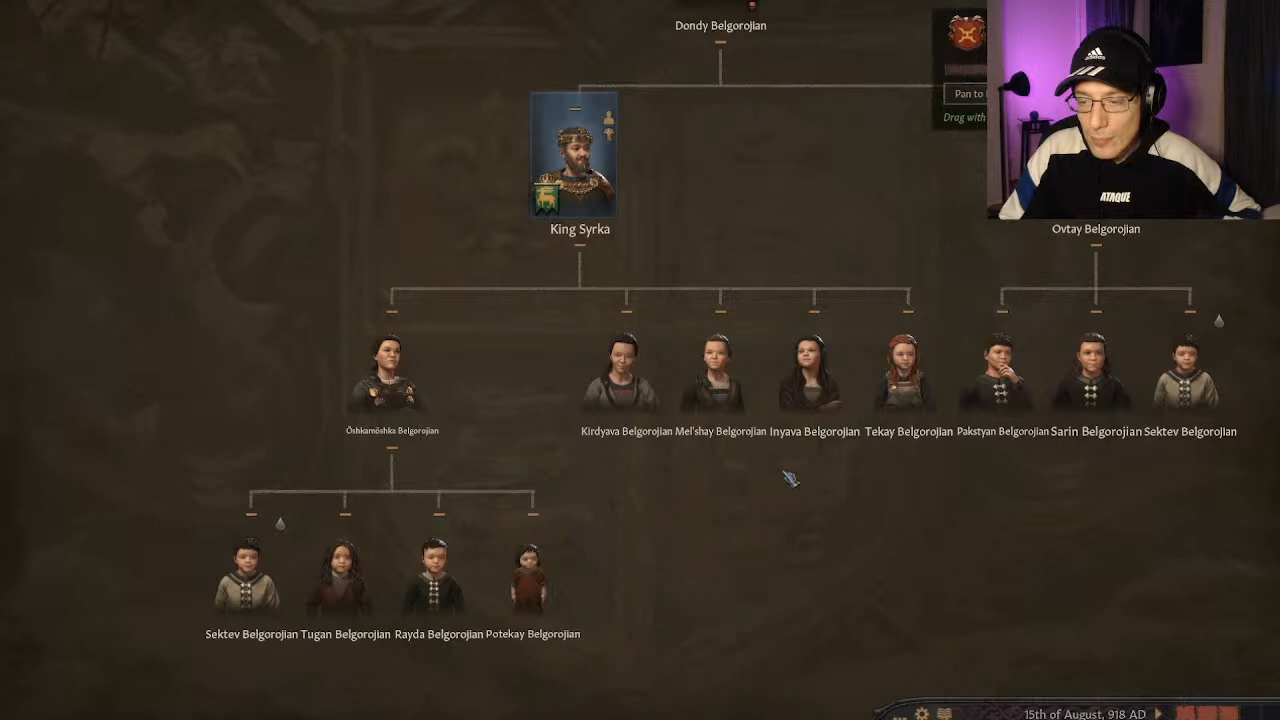 Dondy Belgorojian
Pan to
Drag with
adidas
ATAQUE
King Syrka
Ovtay Belgorojian
Öshkamöshka Belgorojian
Kirdyava Belgorojian
Mel'shay Belgorojian
Inyava Belgorojian
Tekay Belgorojian
Pakstyan Belgorojian
Sarin Belgorojian
Sektev Belgorojian
Sektev Belgorojian
Tugan Belgorojian
Rayda Belgorojian
Potekay Belgorojian
15th of August, 918 AD